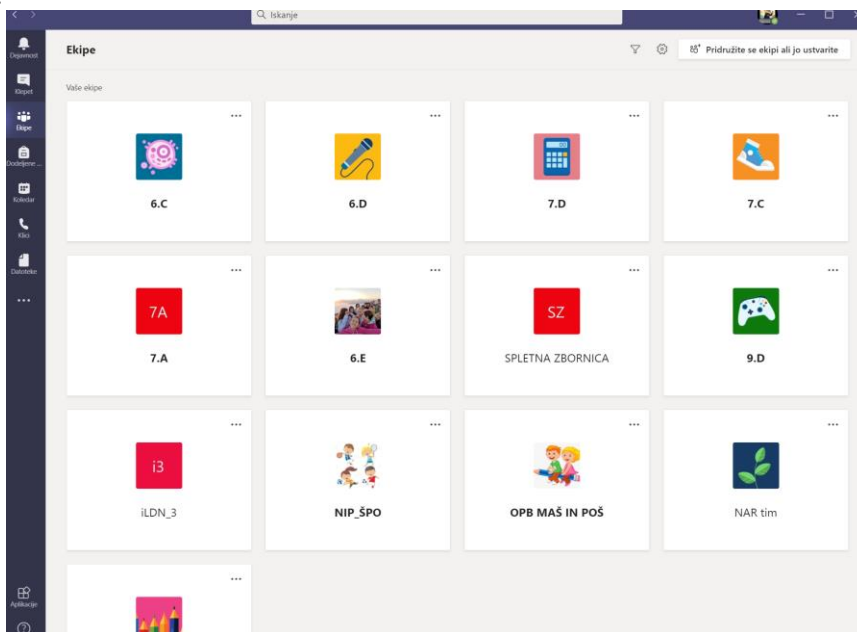 Iskanje
Dejavnost
Klepet
Ekipe
Dodeljene ...
Koledar
Klici
Datoteke
Aplikacije
Ekipe
Pridružite se ekipi ali jo ustvarite
Vaše ekipe
6.C
6.D
7.D
7.C
7A
7.A
6.E
SZ
SPLETNA ZBORNICA
9.D
i3
iLDN_3
NIP_ŠPO
OPB MAŠ IN POŠ
NAR tim